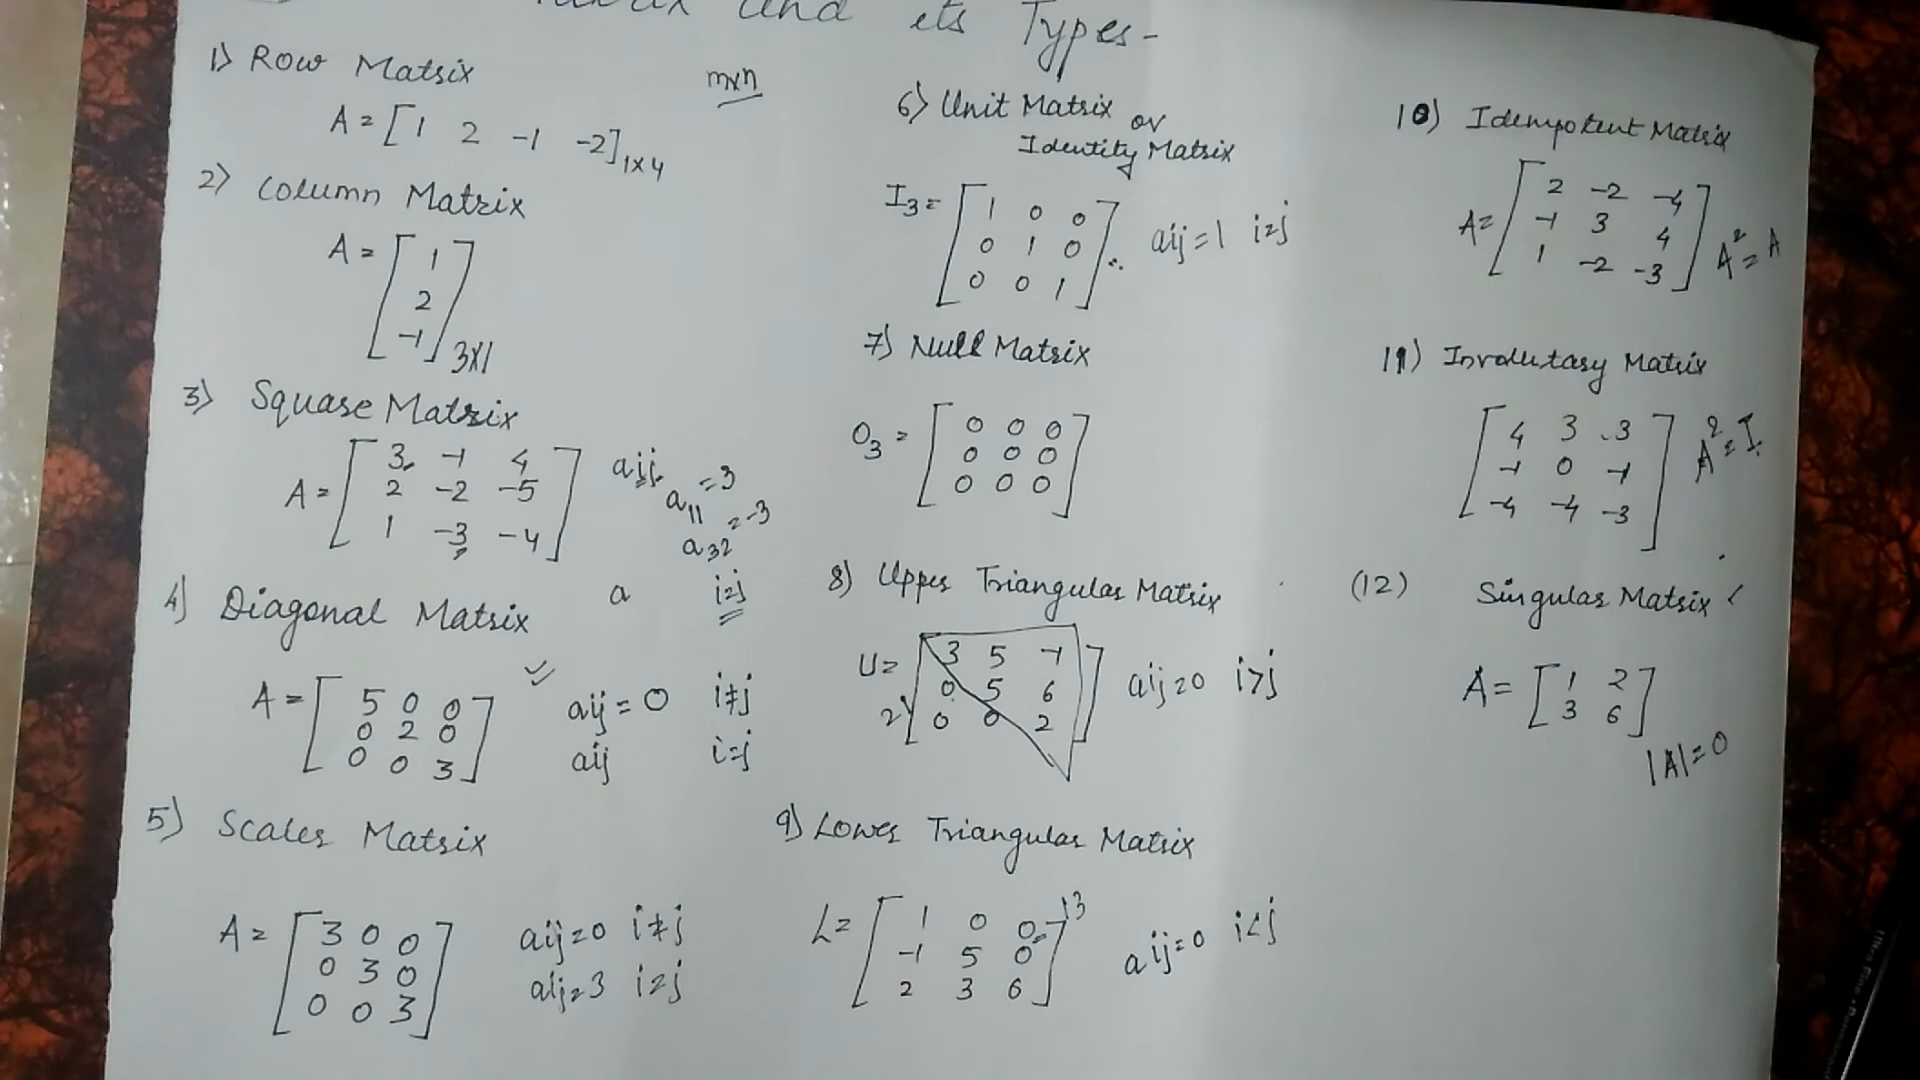 and its Types-
1) Row Matrix
m×n
A = [1 2 -1 -2]1×4
2) Column Matrix
A = [1
2
-1]3×1
3) Square Matrix
A = [3 -1 4
2 -2 -5
1 -3 -4]
aij
a11 = 3
a32 = -3
4) Diagonal Matrix
a i=j
A = [5 0 0
0 2 0
0 0 3]
aij = 0 i≠j
aij i=j
5) Scaler Matrix
A = [3 0 0
0 3 0
0 0 3]
aij=0 i≠j
aij=3 i=j
6) Unit Matrix or
Identity Matrix
I3 = [1 0 0
0 1 0
0 0 1]
aij=1 i=j
7) Null Matrix
O3 = [0 0 0
0 0 0
0 0 0]
8) Upper Triangular Matrix
U = [3 5 -1
0 5 6
0 0 2]
21
aij=0 i>j
9) Lower Triangular Matrix
L = [1 0 0
-1 5 0
2 3 6]
13
aij=0 i<j
10) Idempotent Matrix
A = [2 -2 -4
-1 3 4
1 -2 -3]
A²=A
11) Involutary Matrix
[4 3 3
-1 0 -1
-4 -4 -3]
A²=I
(12) Singular Matrix
A = [1 2
3 6]
|A|=0